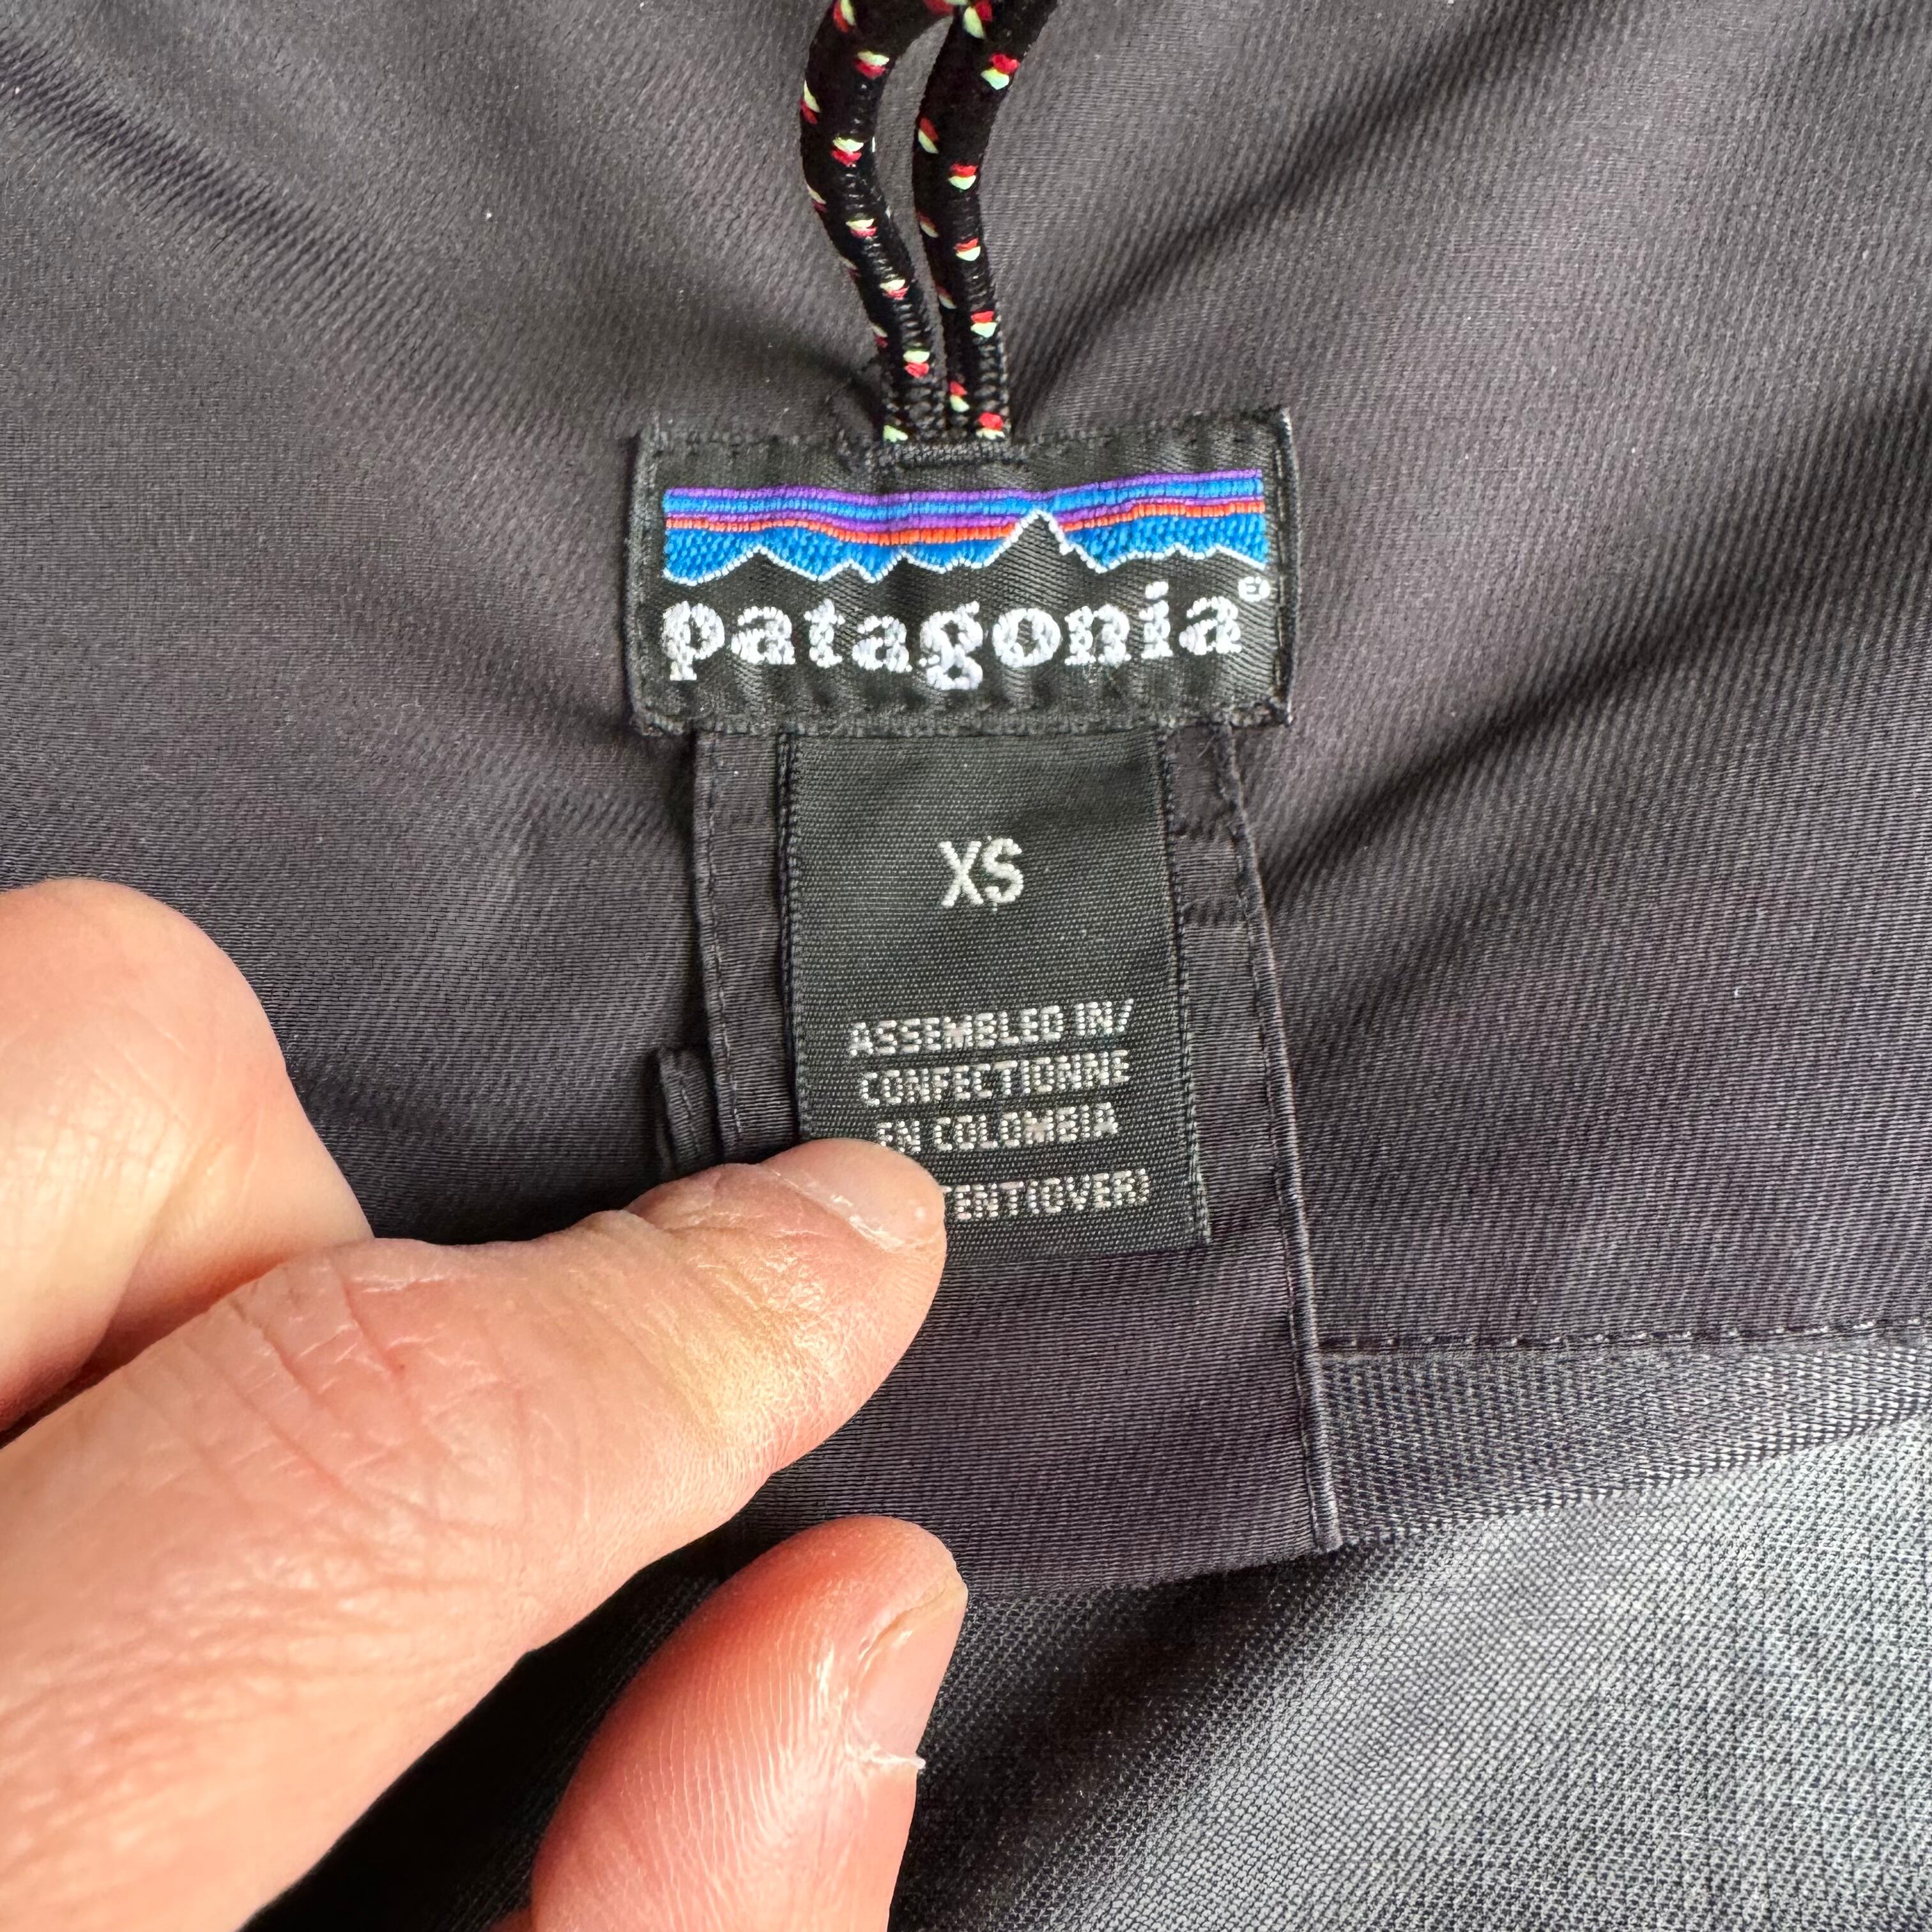 patagonia®
XS
ASSEMBLED IN/
CONFECTIONNE
EN COLOMBIA